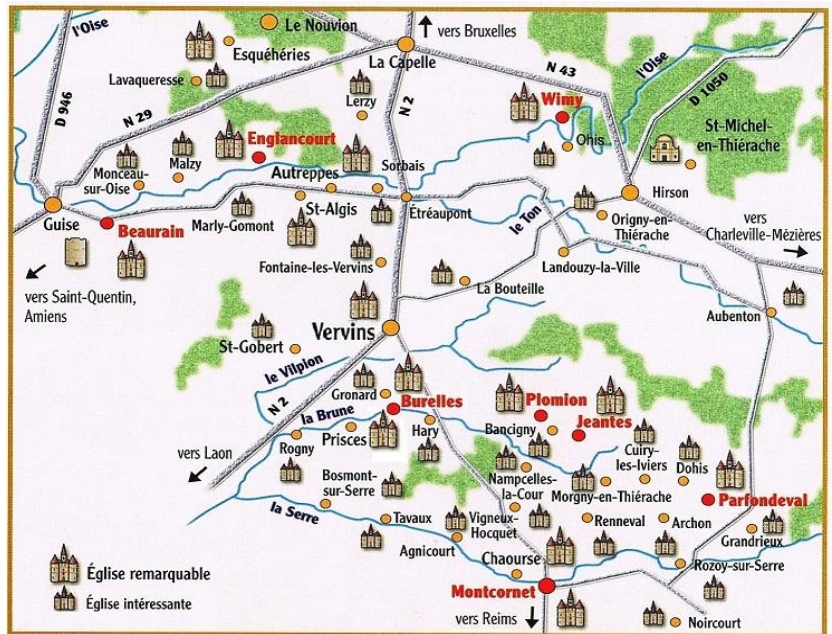 l'Oise
Le Nouvion
vers Bruxelles
Esquéhéries
La Capelle
N 43
l'Oise
Lavaqueresse
D 946
N 29
Lerzy
N 2
Wimy
D 1050
St-Michel-
en-Thiérache
Englancourt
Ohis
Monceau-
sur-Oise
Malzy
Autreppes
Sorbais
Guise
Beaurain
Marly-Gomont
St-Algis
Étréaupont
le Ton
Hirson
Origny-en-
Thiérache
vers
Charleville-Mézières
vers Saint-Quentin,
Amiens
Fontaine-les-Vervins
La Bouteille
Landouzy-la-Ville
Aubenton
Vervins
St-Gobert
le Vilpion
N 2
Gronard
Burelles
la Brune
Plomion
Jeantes
vers Laon
Rogny
Prisces
Hary
Bancigny
Cuiry-
les-Iviers
Dohis
Bosmont-
sur-Serre
Nampcelles-
la-Cour
Morgny-en-Thiérache
Parfondeval
la Serre
Tavaux
Vigneux-
Hocquët
Renneval
Archon
Grandrieux
Agnicourt
Chaourse
Rozoy-sur-Serre
Montcornet
vers Reims
Noircourt
Église remarquable
Église intéressante